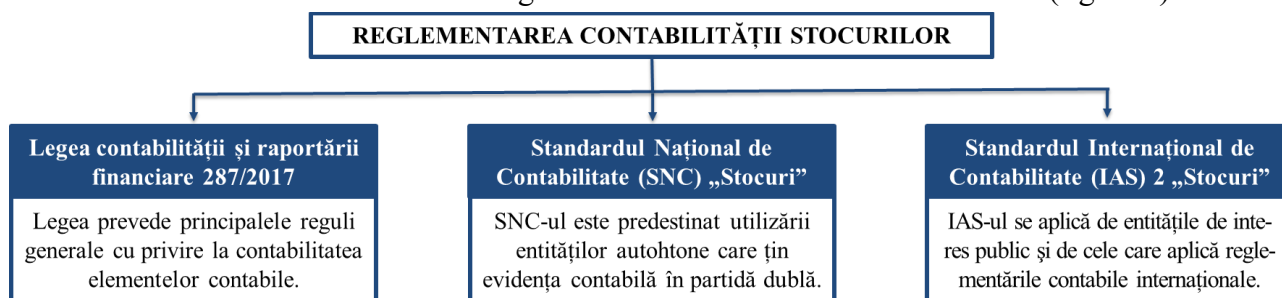 REGLEMENTAREA CONTABILITĂȚII STOCURILOR
Legea contabilității și raportării
financiare 287/2017
Legea prevede principalele reguli
generale cu privire la contabilitatea
elementelor contabile.
Standardul Național de
Contabilitate (SNC) „Stocuri”
SNC-ul este predestinat utilizării
entităților autohtone care țin
evidența contabilă în partidă dublă.
Standardul Internațional de
Contabilitate (IAS) 2 „Stocuri”
IAS-ul se aplică de entitățile de inte-
res public şi de cele care aplică regle-
mentările contabile internaționale.